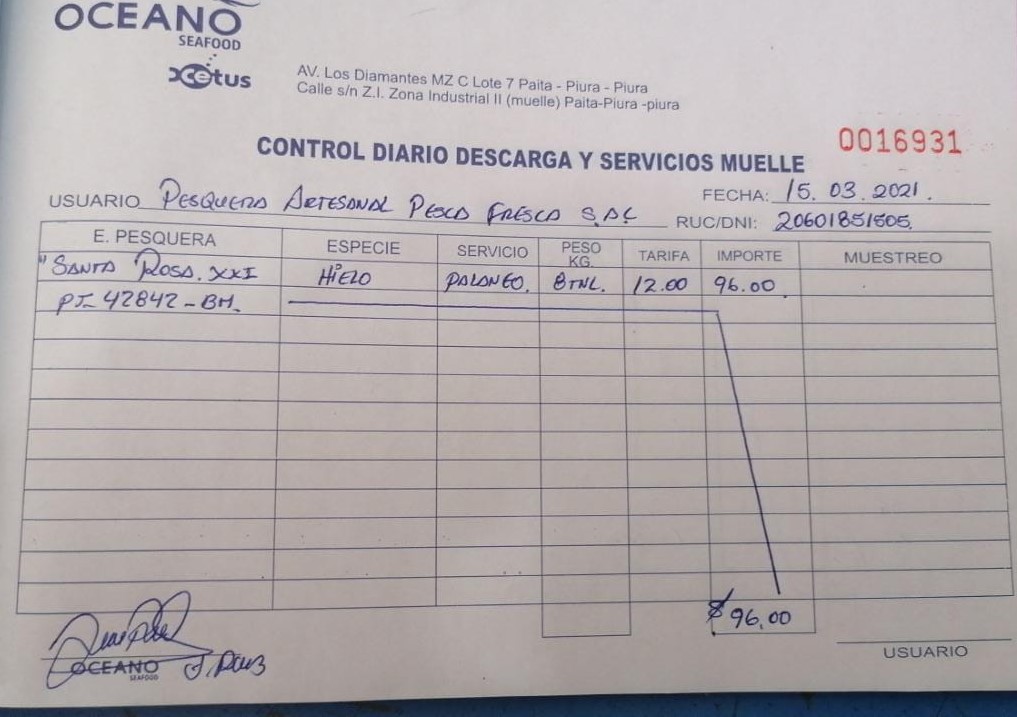 OCEANO
SEAFOOD
xcetus
AV. Los Diamantes MZ C Lote 7 Paita - Piura - Piura
Calle s/n Z.I. Zona Industrial II (muelle) Paita-Piura -piura
0016931
CONTROL DIARIO DESCARGA Y SERVICIOS MUELLE
FECHA: 15.03.2021.
USUARIO PESQUERA ARTESANAL PESCA FRESCA S.A.C
RUC/DNI: 20601851505.
E. PESQUERA ESPECIE SERVICIO PESO KG. TARIFA IMPORTE MUESTREO
"SANTA ROSA. XXI HIELO 8TNL. 12.00 96.00
PT-42842-BM.
$ 96.00
OCEANO
SEAFOOD
USUARIO